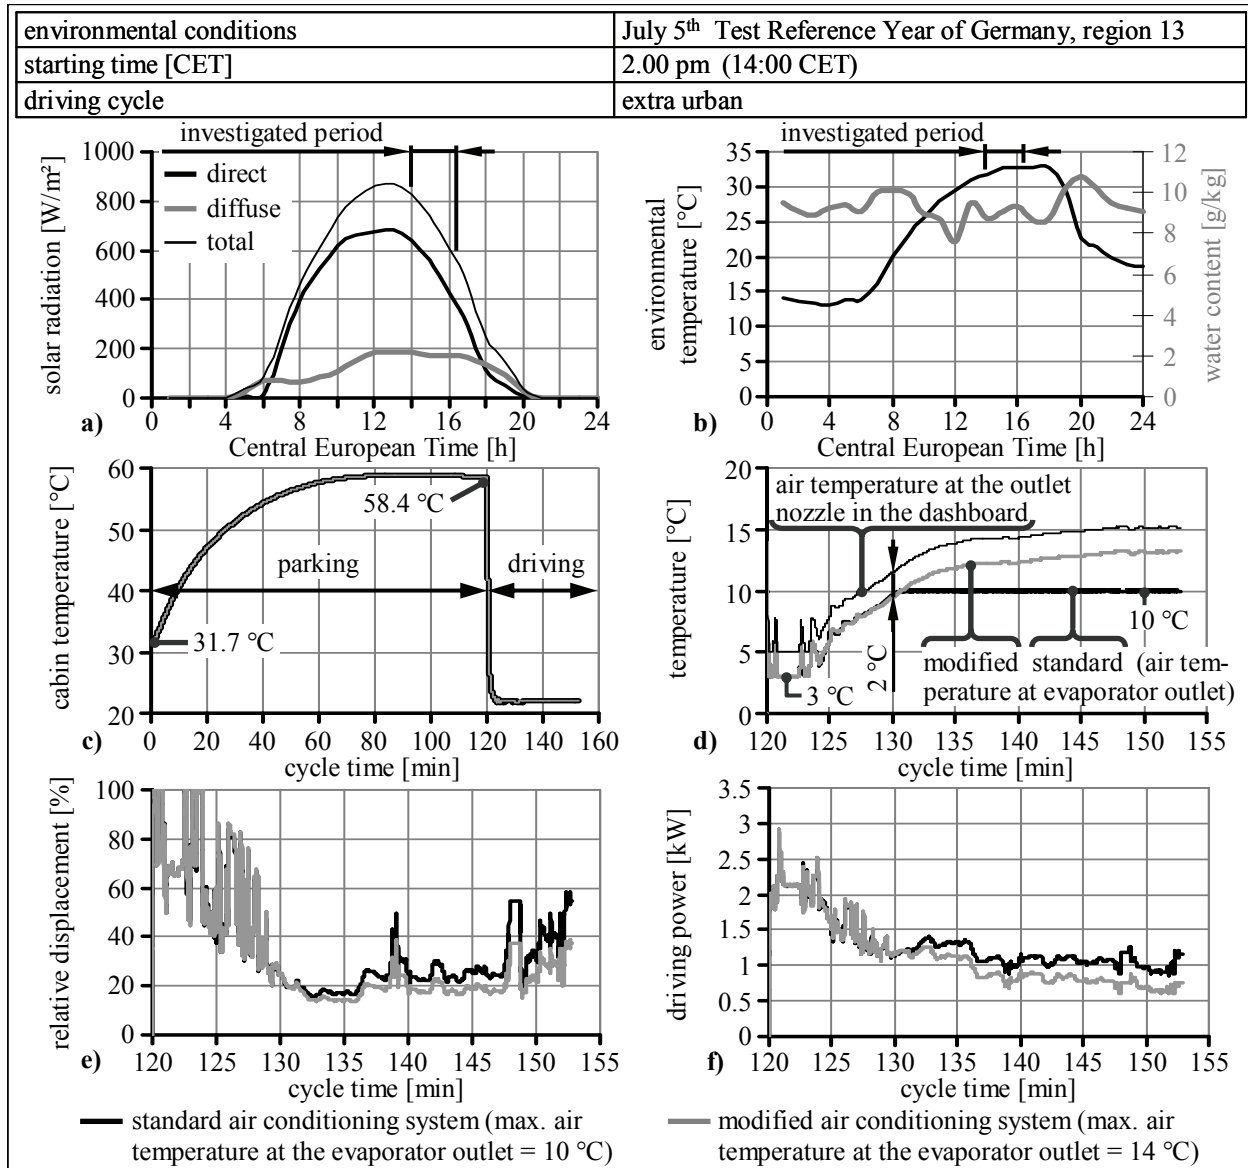 environmental conditions
July 5th Test Reference Year of Germany, region 13
starting time [CET]
2.00 pm (14:00 CET)
driving cycle
extra urban
investigated period
solar radiation [W/m²]
1000
800
600
400
200
0
direct
diffuse
total
0 4 8 12 16 20 24
a)
Central European Time [h]
investigated period
environmental
temperature [°C]
35
30
25
20
15
10
5
0
12
10
8
6
4
2
0
water content [g/kg]
0 4 8 12 16 20 24
b)
Central European Time [h]
cabin temperature [°C]
60
50
40
30
20
58.4 °C
parking
driving
31.7 °C
0 20 40 60 80 100 120 140 160
c)
cycle time [min]
temperature [°C]
20
15
10
5
0
air temperature at the outlet
nozzle in the dashboard
10 °C
2 °C
3 °C
modified standard (air tem-
perature at evaporator outlet)
120 125 130 135 140 145 150 155
d)
cycle time [min]
relative displacement [%]
100
80
60
40
20
0
120 125 130 135 140 145 150 155
e)
cycle time [min]
driving power [kW]
3.5
3
2.5
2
1.5
1
0.5
0
120 125 130 135 140 145 150 155
f)
cycle time [min]
standard air conditioning system (max. air
temperature at the evaporator outlet = 10 °C)
modified air conditioning system (max. air
temperature at the evaporator outlet = 14 °C)